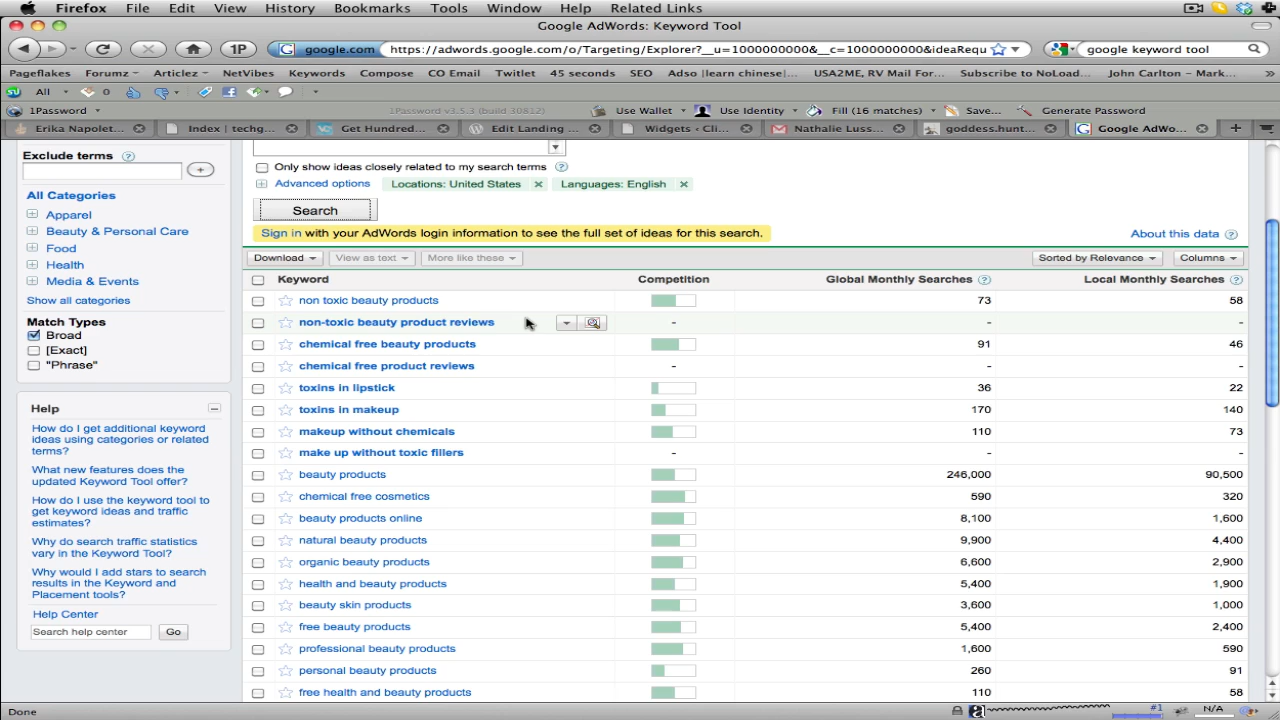 Firefox File Edit View History Bookmarks Tools Window Help Related Links
Google AdWords: Keyword Tool
1P google.com https://adwords.google.com/o/Targeting/Explorer?__u=1000000000&__c=1000000000&ideaRequ google keyword tool
Pageflakes Forumz Articlez NetVibes Keywords Compose CO Email Twitlet 45 seconds SEO Adso |learn chinese|... USA2ME, RV Mail For... Subscribe to NoLoad... John Carlton – Mark... »
All 0
1Password 1Password v3.5.3 (build 30812) Use Wallet Use Identity Fill (16 matches) Save... Generate Password
Erika Napolet... Index | techg... Get Hundred... Edit Landing ... Widgets ‹ Cli... Nathalie Luss... goddess.hunt... Google AdWo...
Exclude terms ?
+
All Categories
Apparel
Beauty & Personal Care
Food
Health
Media & Events
Show all categories
Match Types
Broad
[Exact]
"Phrase"
Help
How do I get additional keyword
ideas using categories or related
terms?
What new features does the
updated Keyword Tool offer?
How do I use the keyword tool to
get keyword ideas and traffic
estimates?
Why do search traffic statistics
vary in the Keyword Tool?
Why would I add stars to search
results in the Keyword and
Placement tools?
Help Center
Search help center Go
Only show ideas closely related to my search terms ?
Advanced options Locations: United States × Languages: English ×
Search
Sign in with your AdWords login information to see the full set of ideas for this search. About this data ?
Download View as text More like these Sorted by Relevance Columns
Keyword Competition Global Monthly Searches ? Local Monthly Searches ?
non toxic beauty products 73 58
non-toxic beauty product reviews - - -
chemical free beauty products 91 46
chemical free product reviews - - -
toxins in lipstick 36 22
toxins in makeup 170 140
makeup without chemicals 110 73
make up without toxic fillers - - -
beauty products 246,000 90,500
chemical free cosmetics 590 320
beauty products online 8,100 1,600
natural beauty products 9,900 4,400
organic beauty products 6,600 2,900
health and beauty products 5,400 1,900
beauty skin products 3,600 1,000
free beauty products 5,400 2,400
professional beauty products 1,600 590
personal beauty products 260 91
free health and beauty products 110 58
Done a #1 N/A